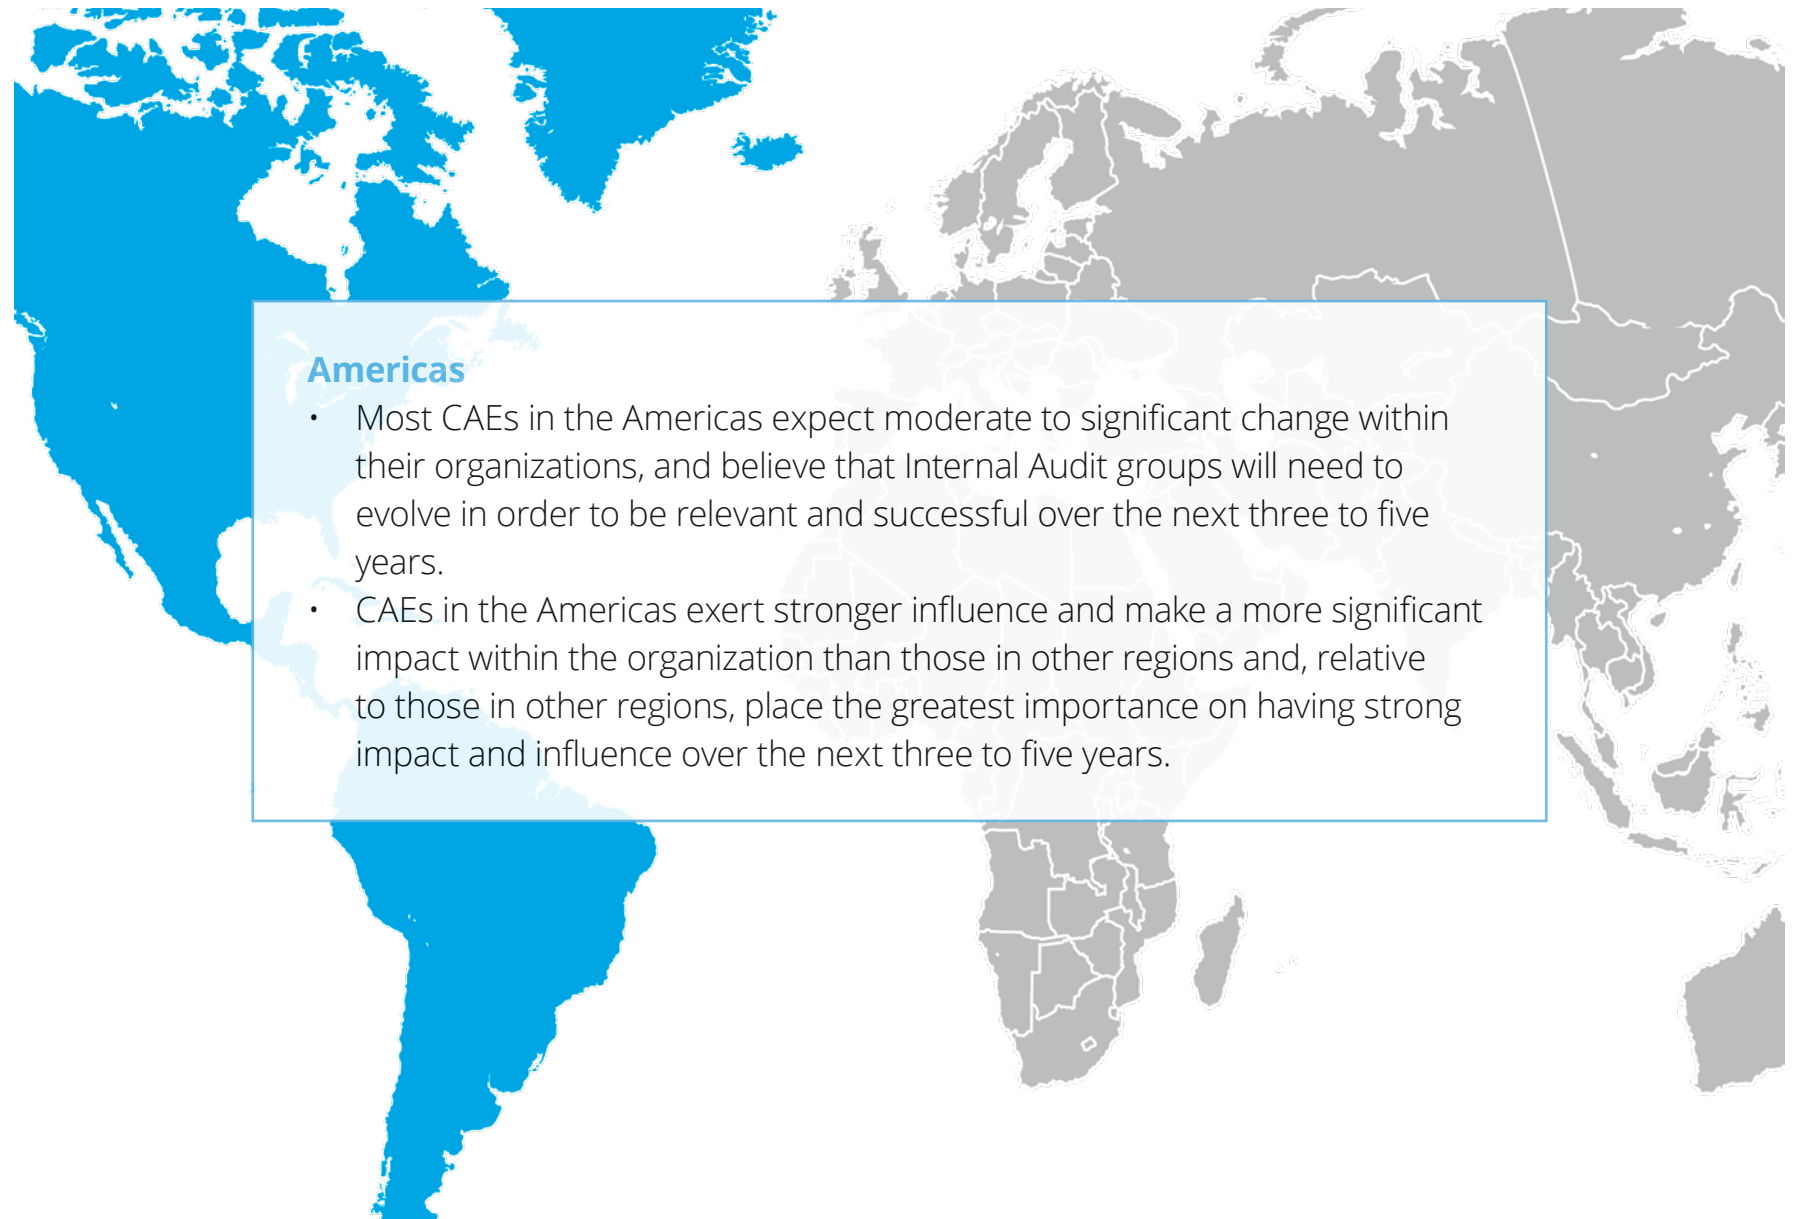 Americas
• Most CAEs in the Americas expect moderate to significant change within
their organizations, and believe that Internal Audit groups will need to
evolve in order to be relevant and successful over the next three to five
years.
• CAEs in the Americas exert stronger influence and make a more significant
impact within the organization than those in other regions and, relative
to those in other regions, place the greatest importance on having strong
impact and influence over the next three to five years.